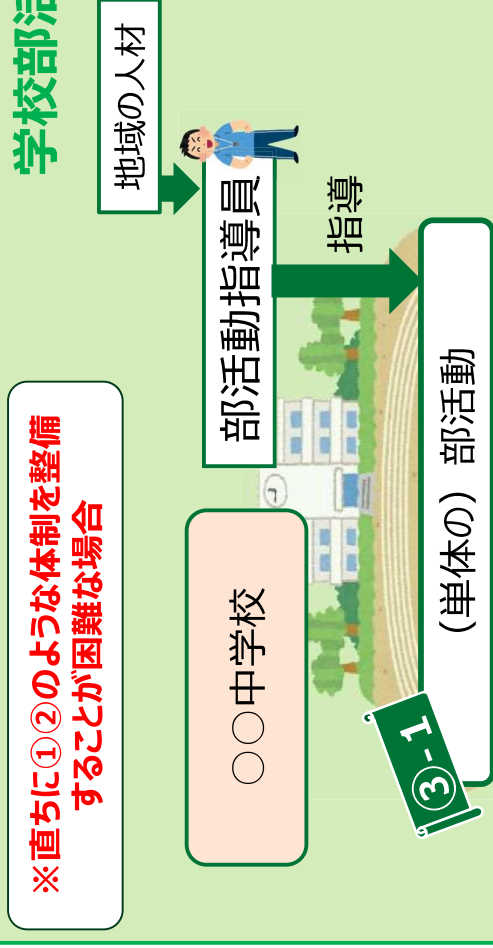 学校部活
※直ちに①②のような体制を整備
することが困難な場合
地域の人材
部活動指導員
指導
○○中学校
(単体の) 部活動
③-1